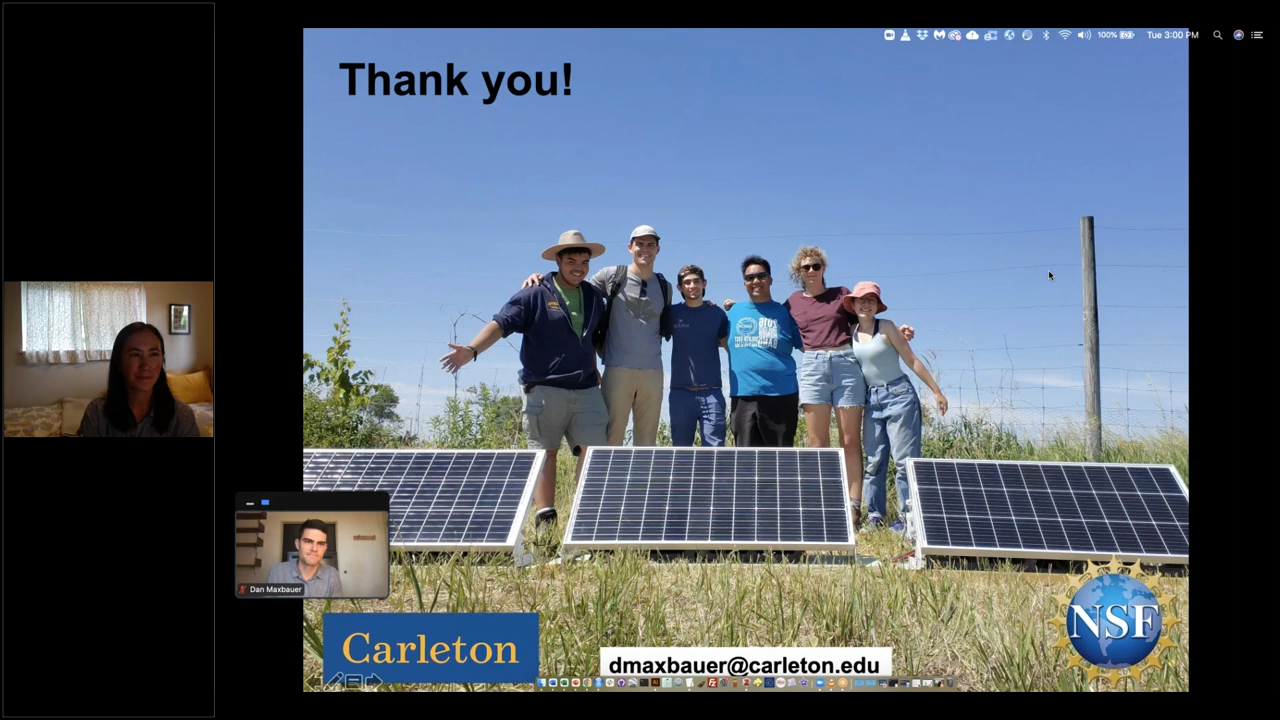 100%
Tue 3:00 PM
Thank you!
Dan Maxbauer
Carleton
NSF
dmaxbauer@carleton.edu